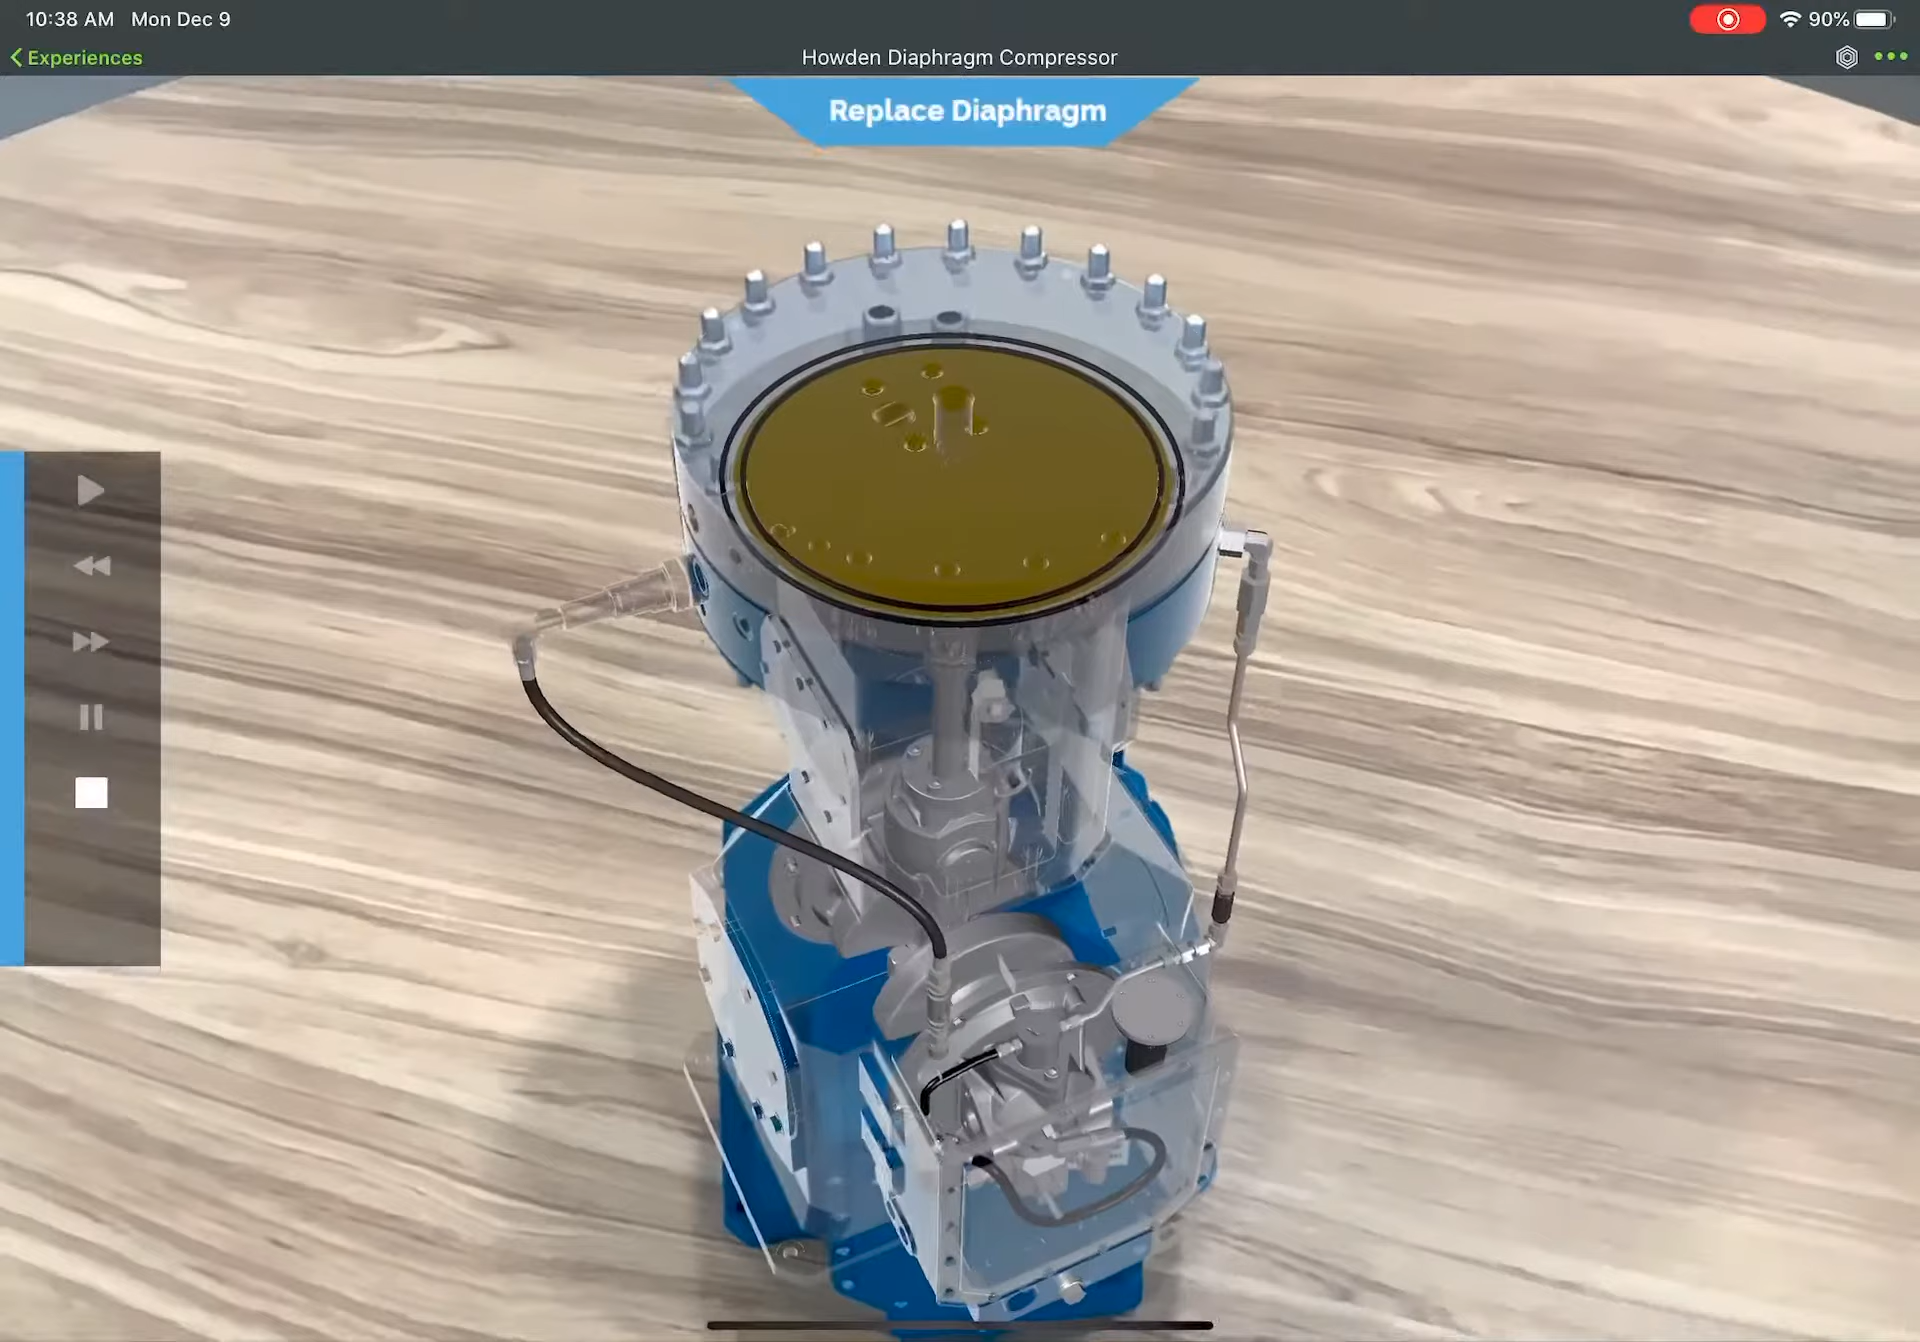 10:38 AM Mon Dec 9
90%
Experiences
Howden Diaphragm Compressor
Replace Diaphragm